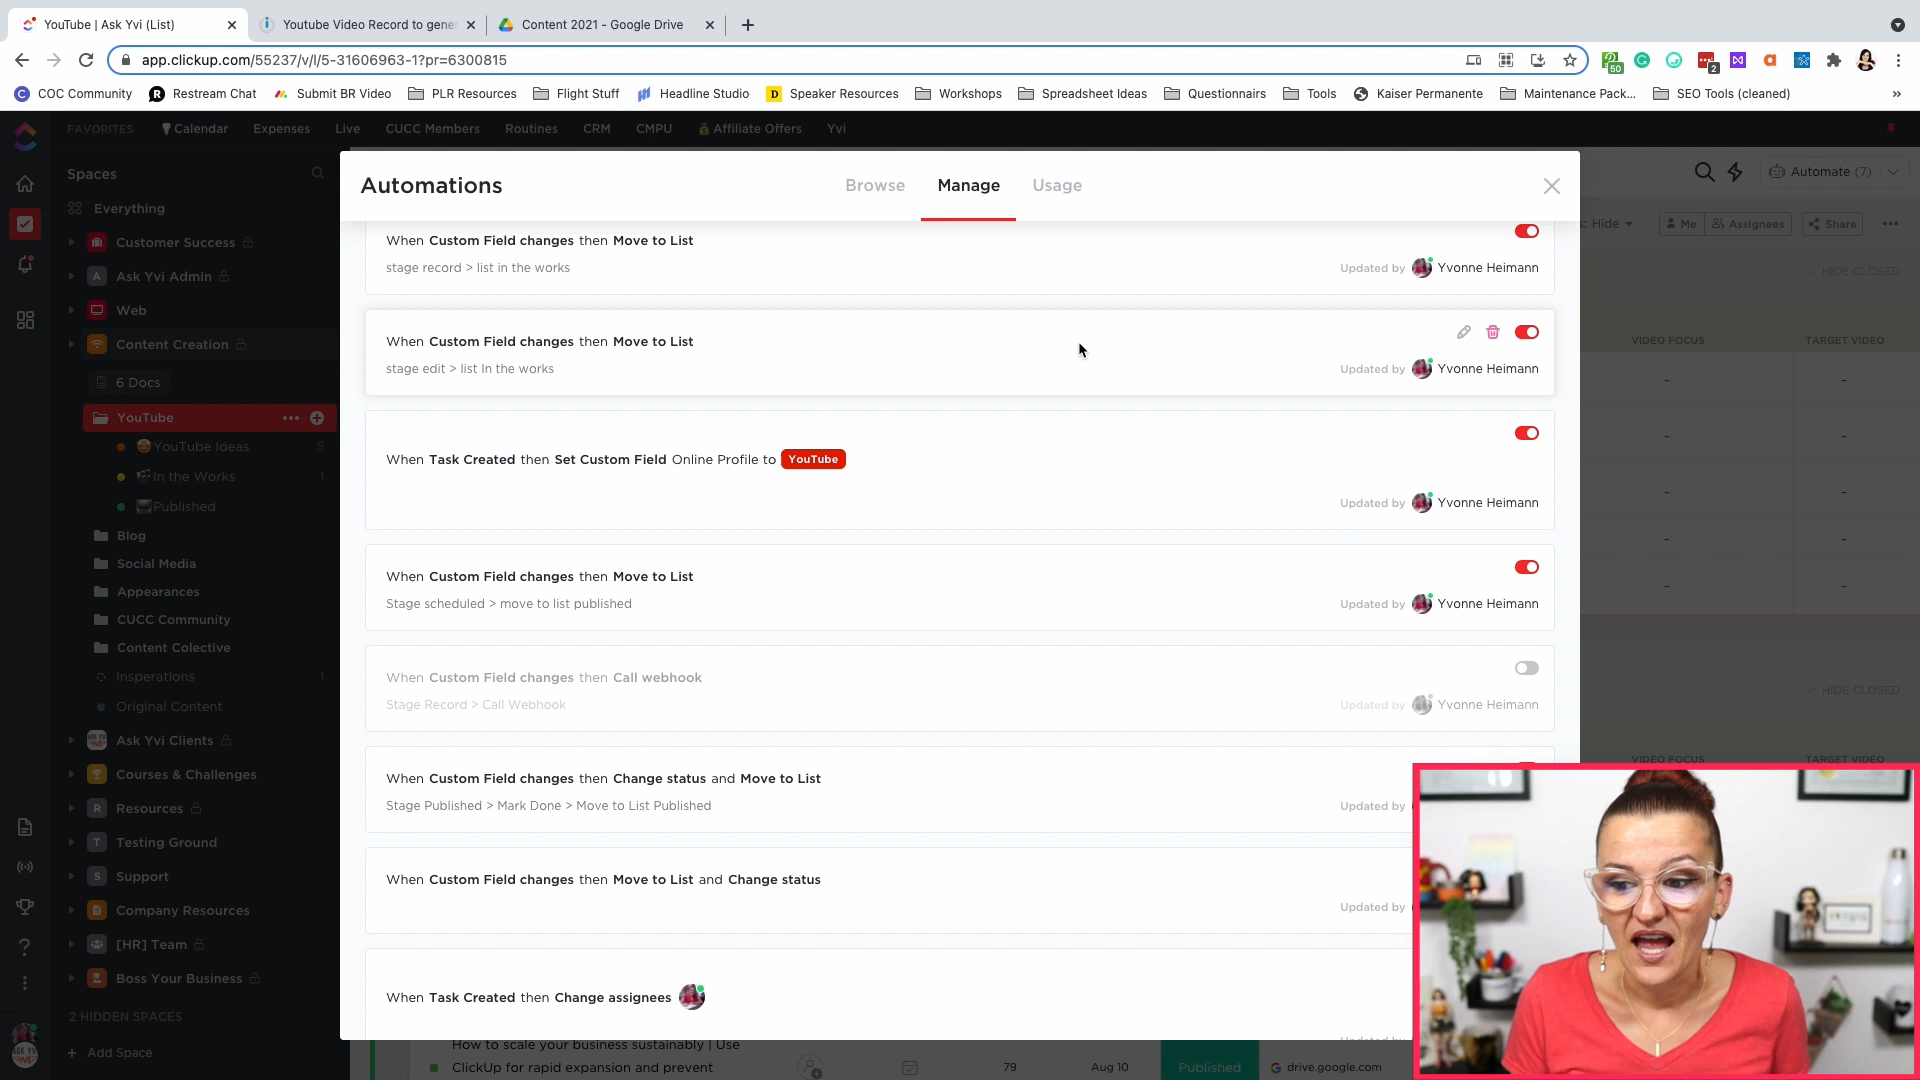 YouTube | Ask Yvi (List)
Youtube Video Record to gener
Content 2021 - Google Drive
app.clickup.com/55237/v/l/5-31606963-1?pr=6300815
50
2
COC Community
Restream Chat
Submit BR Video
PLR Resources
Flight Stuff
Headline Studio
Speaker Resources
Workshops
Spreadsheet Ideas
Questionnairs
Tools
Kaiser Permanente
Maintenance Pack...
SEO Tools (cleaned)
»
FAVORITES
Calendar
Expenses
Live
CUCC Members
Routines
CRM
CMPU
Affiliate Offers
Yvi
Spaces
Everything
Customer Success
A Ask Yvi Admin
Web
Content Creation
6 Docs
YouTube
YouTube Ideas 5
In the Works 1
Published
Blog
Social Media
Appearances
CUCC Community
Content Colective
Insperations 1
Original Content
Ask Yvi Clients
Courses & Challenges
R Resources
T Testing Ground
S Support
Company Resources
[HR] Team
Boss Your Business
2 HIDDEN SPACES
+ Add Space
Automations
Browse
Manage
Usage
When Custom Field changes then Move to List
stage record > list in the works
Updated by Yvonne Heimann
When Custom Field changes then Move to List
stage edit > list In the works
Updated by Yvonne Heimann
When Task Created then Set Custom Field Online Profile to YouTube
Updated by Yvonne Heimann
When Custom Field changes then Move to List
Stage scheduled > move to list published
Updated by Yvonne Heimann
When Custom Field changes then Call webhook
Stage Record > Call Webhook
Updated by Yvonne Heimann
When Custom Field changes then Change status and Move to List
Stage Published > Mark Done > Move to List Published
Updated by
When Custom Field changes then Move to List and Change status
Updated by
When Task Created then Change assignees
Automate (7)
: Hide
Me
Assignees
Share
HIDE CLOSED
VIDEO FOCUS
TARGET VIDEO
HIDE CLOSED
VIDEO FOCUS
TARGET VIDEO
How to scale your business sustainably | Use
ClickUp for rapid expansion and prevent
79
Aug 10
Published
drive.google.com